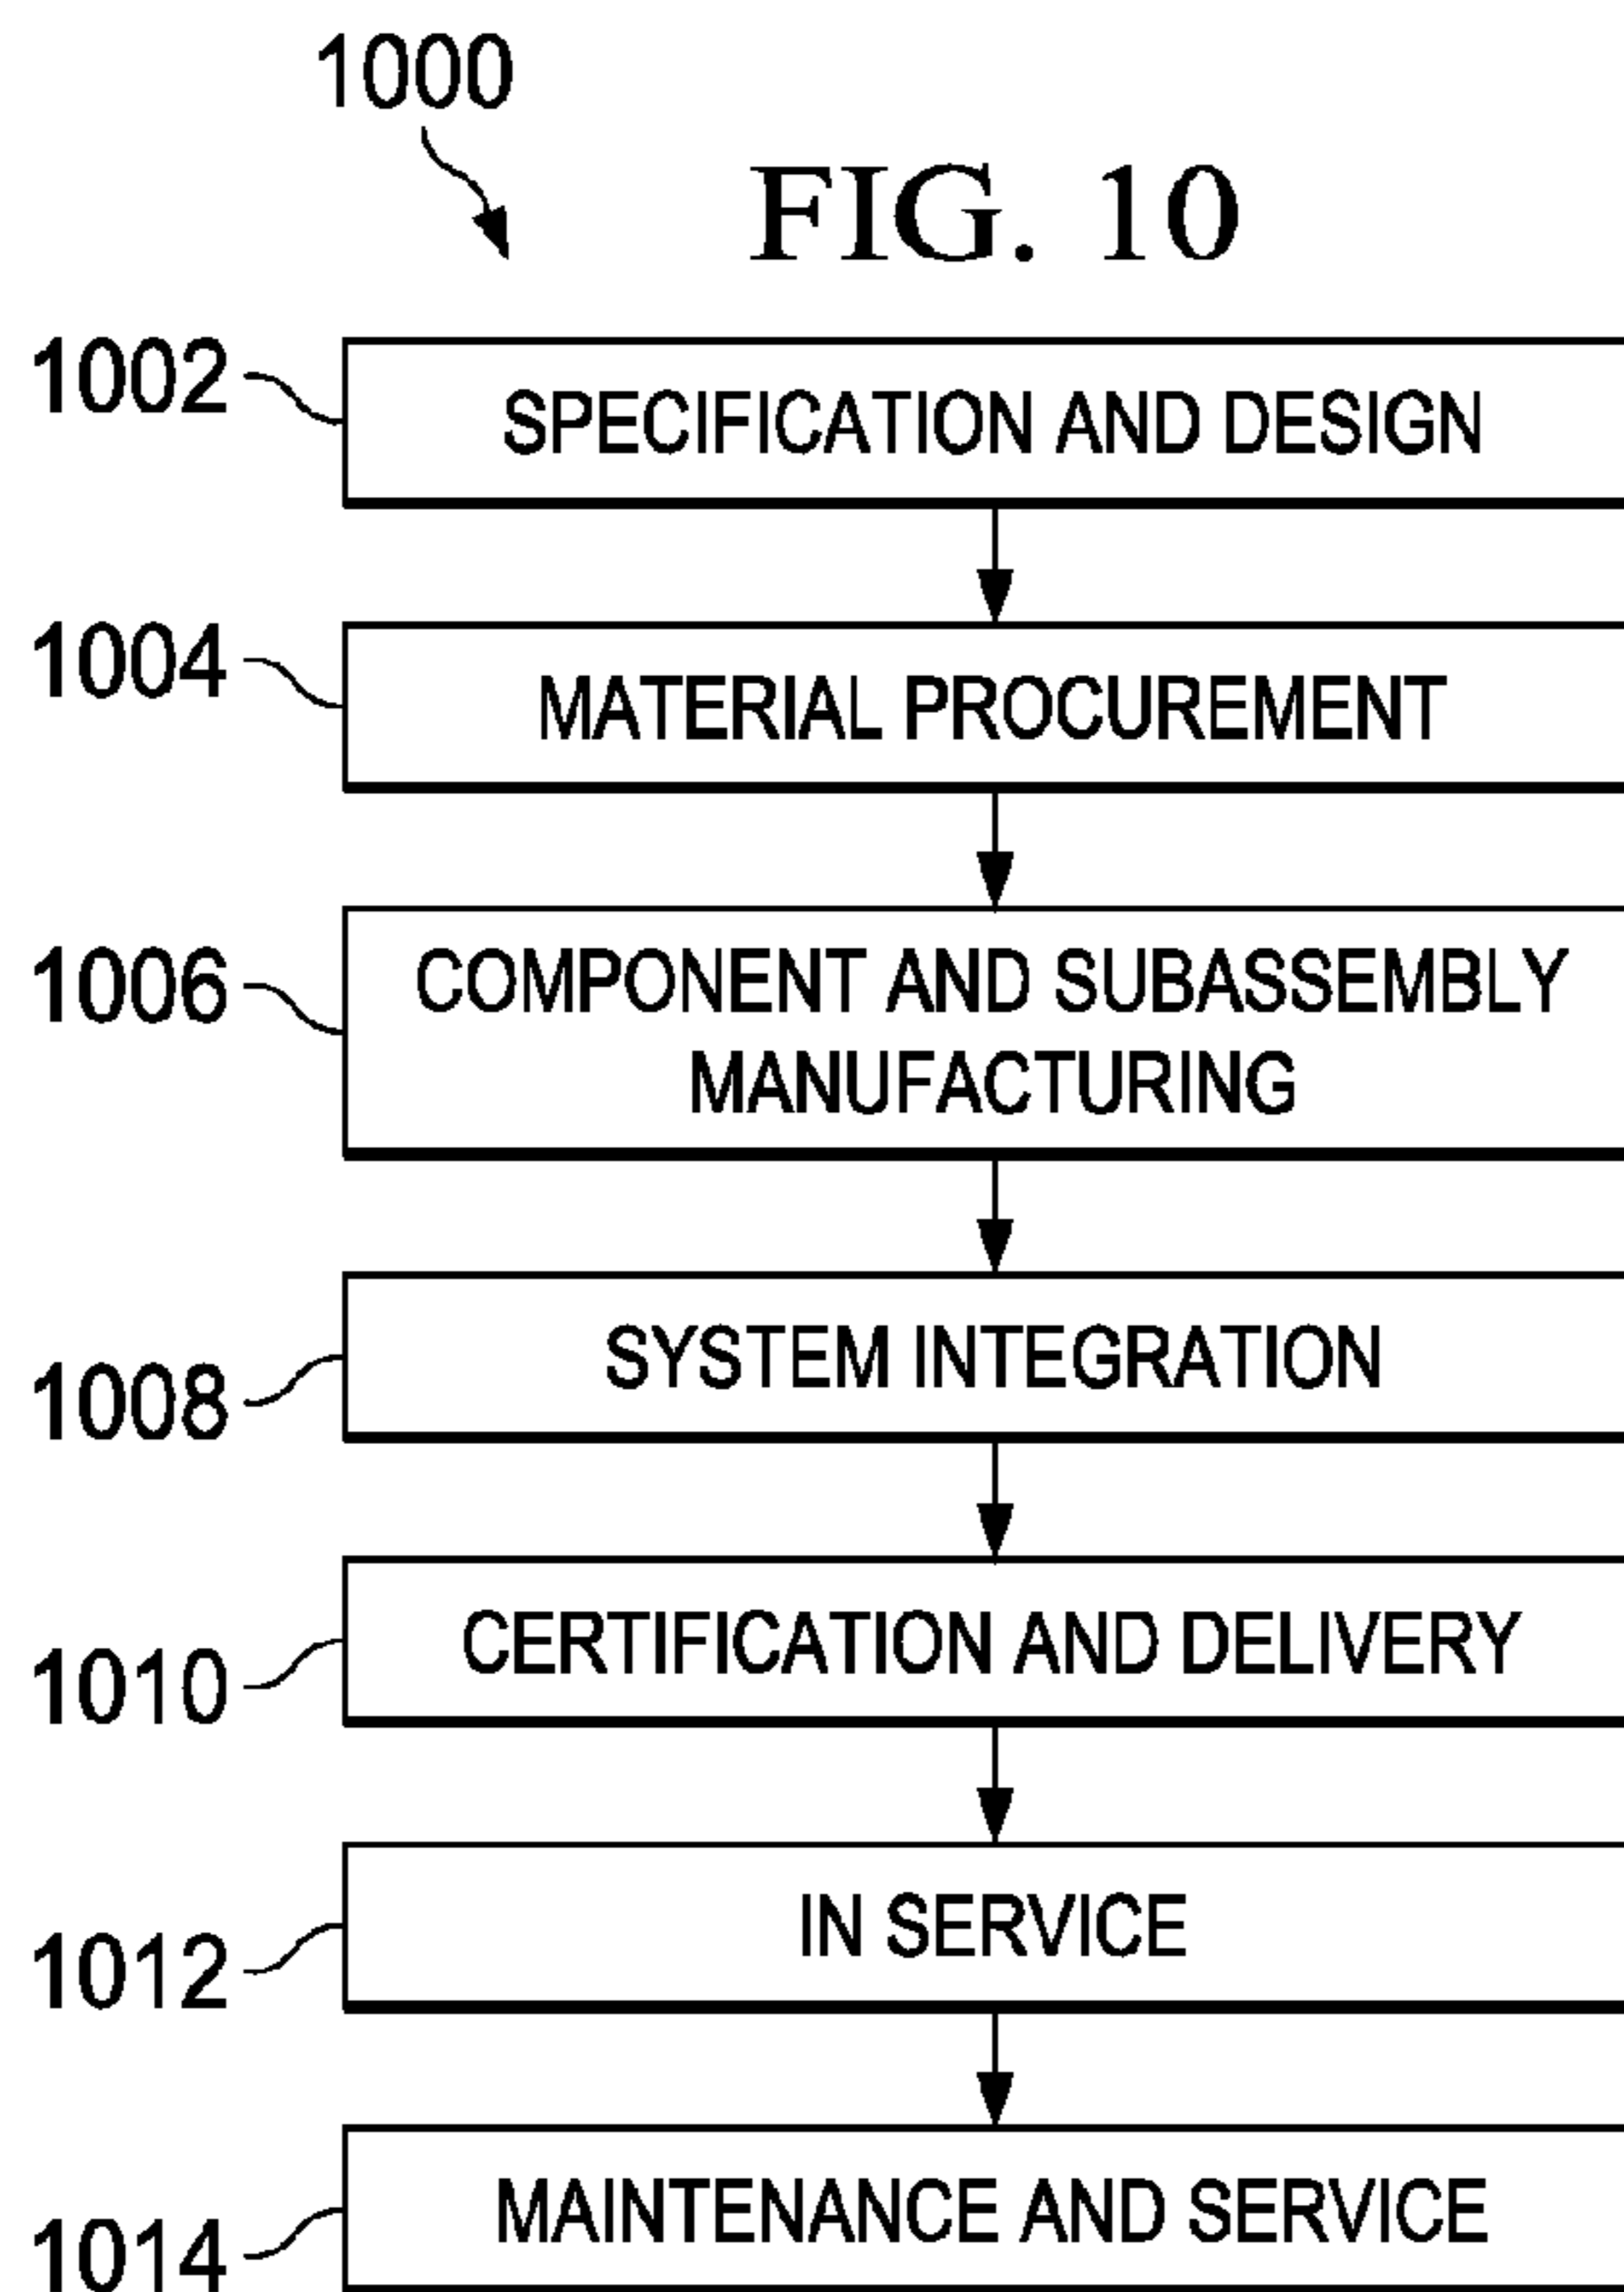 1000
FIG. 10
1002
SPECIFICATION AND DESIGN
1004
MATERIAL PROCUREMENT
1006
COMPONENT AND SUBASSEMBLY
MANUFACTURING
1008
SYSTEM INTEGRATION
1010
CERTIFICATION AND DELIVERY
1012
IN SERVICE
1014
MAINTENANCE AND SERVICE